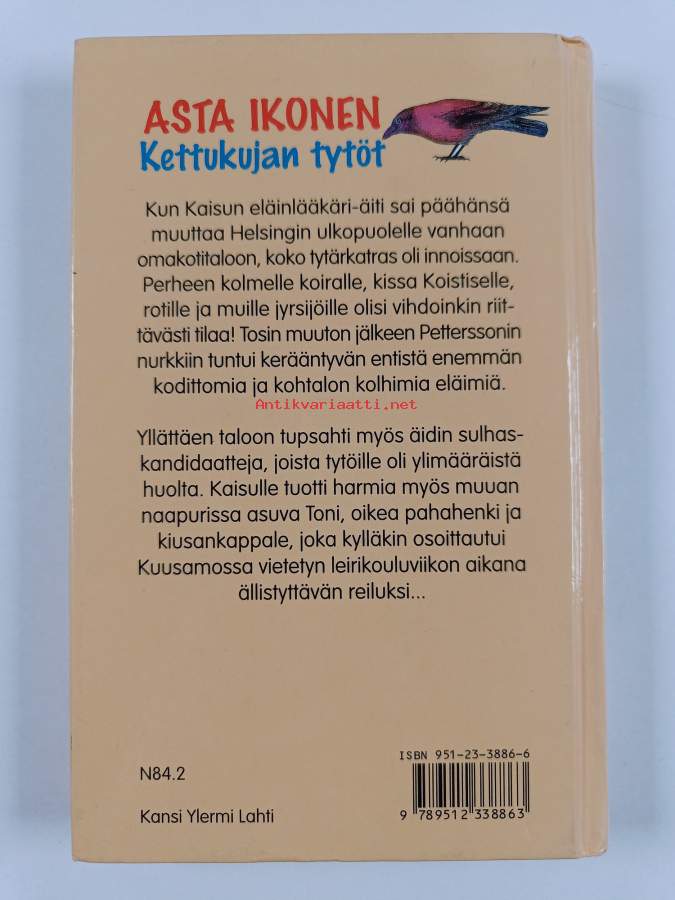 ASTA IKONEN
Kettukujan tytöt
Kun Kaisun eläinlääkäri-äiti sai päähänsä
muuttaa Helsingin ulkopuolelle vanhaan
omakotitaloon, koko tytärkatras oli innoissaan.
Perheen kolmelle koiralle, kissa Koistiselle,
rotille ja muille jyrsijöille olisi vihdoinkin riit-
tävästi tilaa! Tosin muuton jälkeen Petterssonin
nurkkiin tuntui kerääntyvän entistä enemmän
kodittomia ja kohtalon kolhimia eläimiä.
Antikvariaatti.net
Yllättäen taloon tupsahti myös äidin sulhas-
kandidaatteja, joista tytöille oli ylimääräistä
huolta. Kaisulle tuotti harmia myös muuan
naapurissa asuva Toni, oikea pahahenki ja
kiusankappale, joka kylläkin osoittautui
Kuusamossa vietetyn leirikouluviikon aikana
ällistyttävän reiluksi...
ISBN 951-23-3886-6
N84.2
Kansi Ylermi Lahti
9 789512 338863